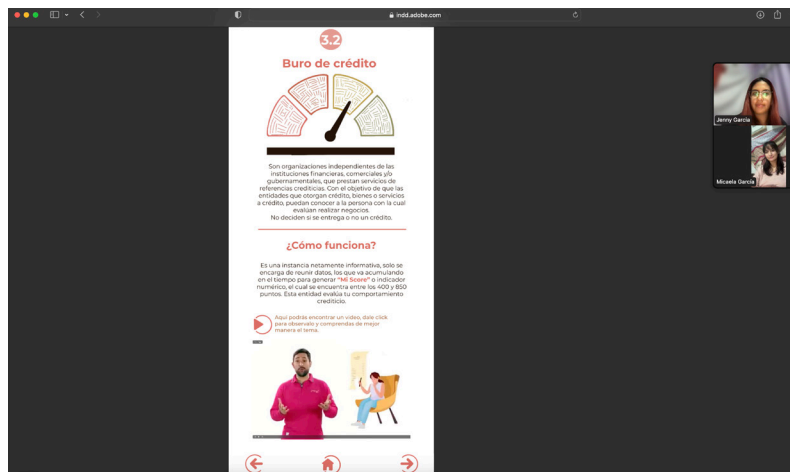 indd.adobe.com
3.2
Buro de crédito
Son organizaciones independientes de las
instituciones financieras, comerciales y/o
gubernamentales, que prestan servicios de
referencias crediticias. Con el objetivo de que las
entidades que otorgan crédito, bienes o servicios
a crédito, puedan conocer a la persona con la cual
evalúan realizar negocios.
No deciden si se entrega o no un crédito.
¿Cómo funciona?
Es una instancia netamente informativa, solo se
encarga de reunir datos, los que va acumulando
en el tiempo para generar "Mi Score" o indicador
numérico, el cual se encuentra entre los 400 y 850
puntos. Esta entidad evalúa tu comportamiento
crediticio.
Aquí podrás encontrar un video, dale click
para observalo y comprendas de mejor
manera el tema.
Jenny García
Micaela García